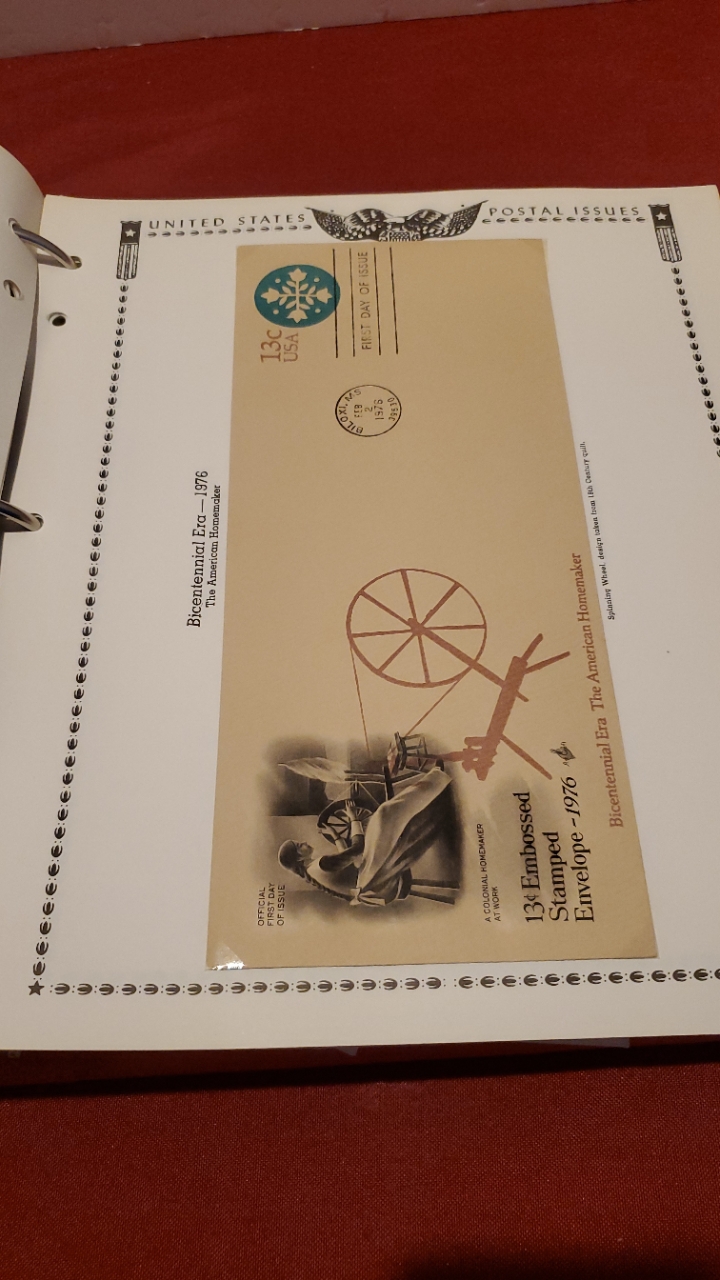 UNITED STATES POSTAL ISSUES
Bicentennial Era — 1976
The American Homemaker
13c
USA
FIRST DAY OF ISSUE
BILOXI, MS
FEB
2
1976
39530
OFFICIAL
FIRST DAY
OF ISSUE
A COLONIAL HOMEMAKER
AT WORK
13¢ Embossed
Stamped
Envelope - 1976
Bicentennial Era The American Homemaker
Spinning Wheel, design taken from 18th Century quilt.